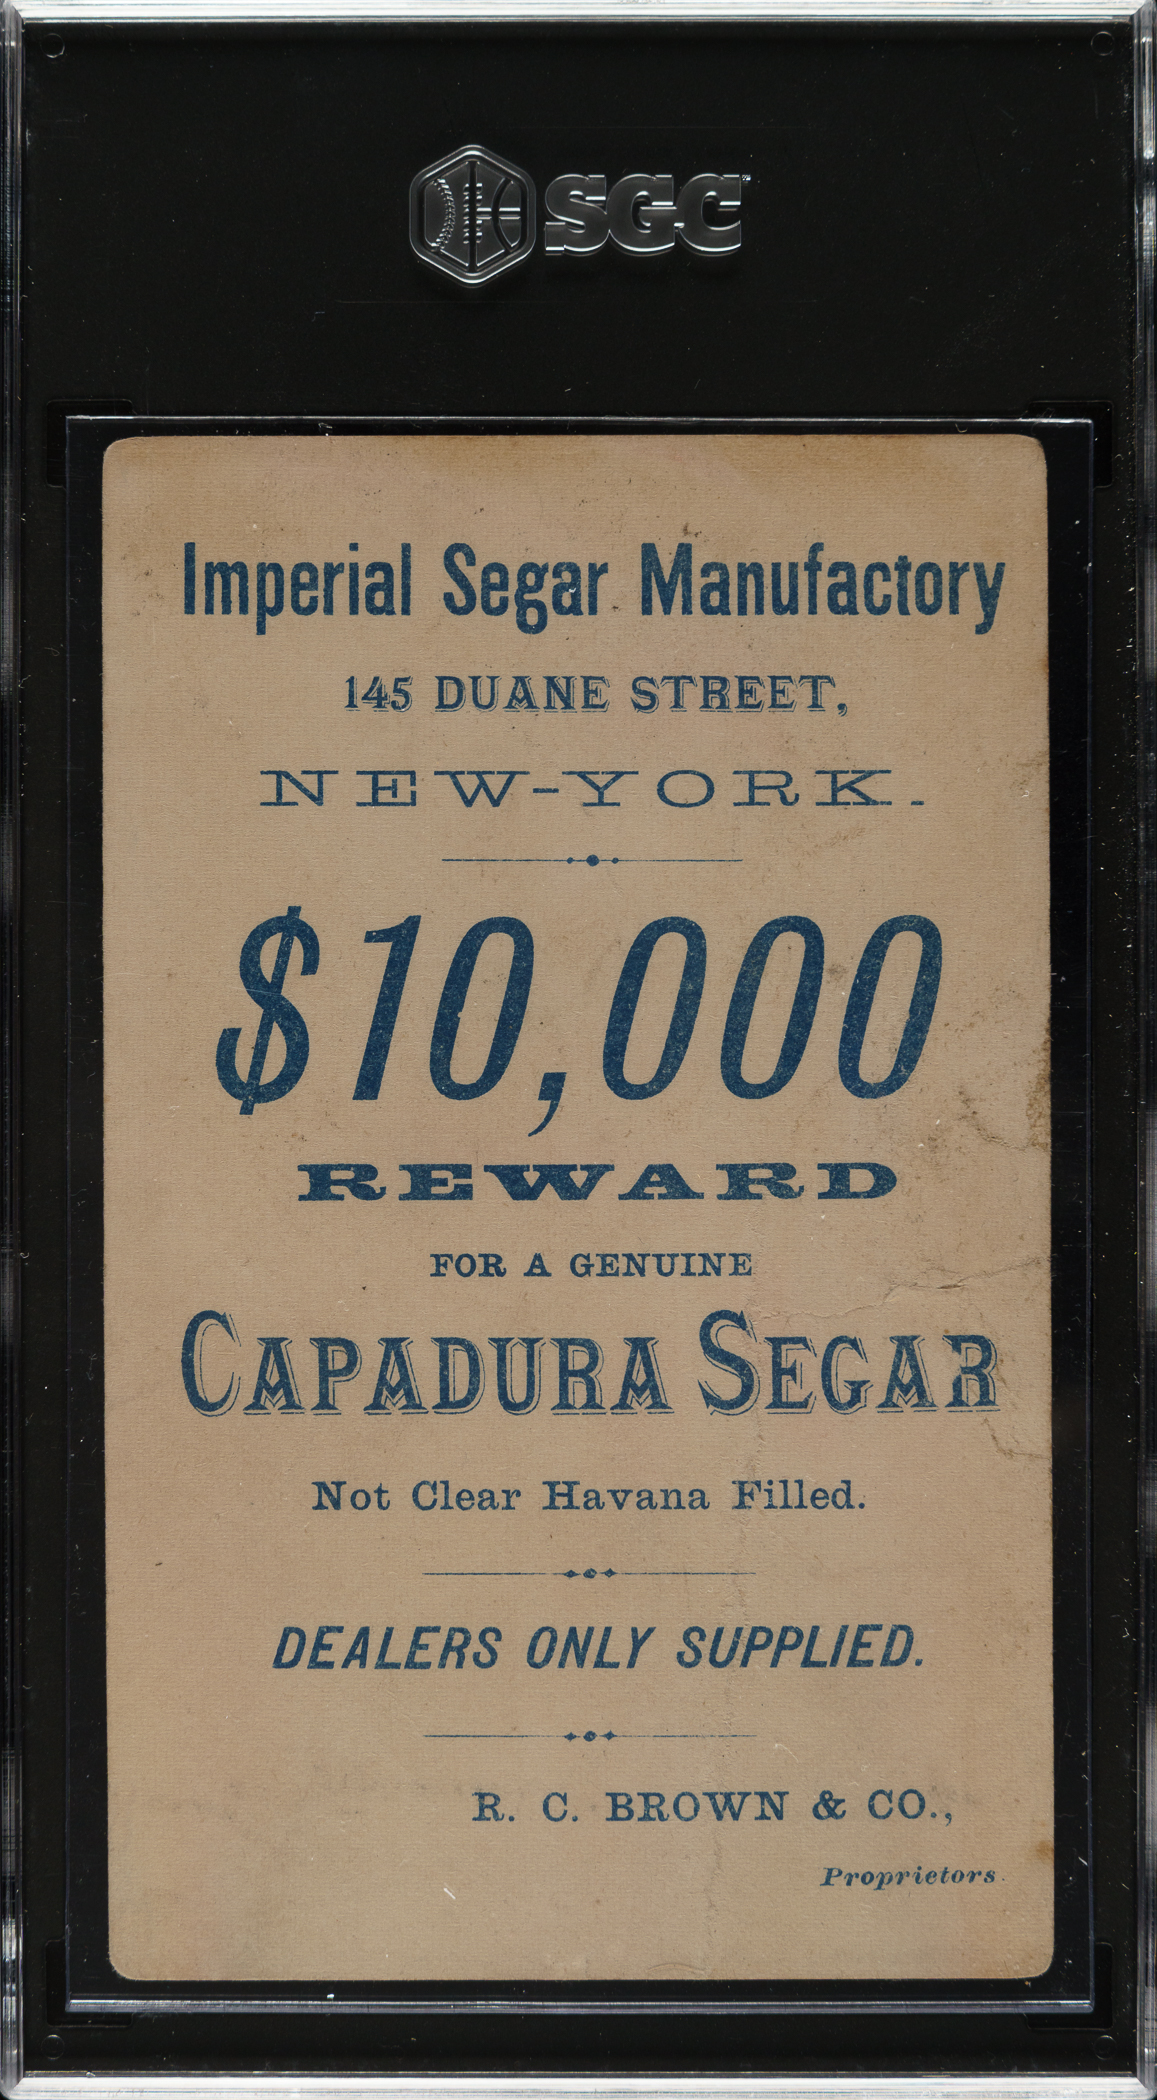 SGC
Imperial Segar Manufactory
145 DUANE STREET,
NEW-YORK.
$10,000
REWARD
FOR A GENUINE
CAPADURA SEGAR
Not Clear Havana Filled.
DEALERS ONLY SUPPLIED.
R. C. BROWN & CO.,
Proprietors.